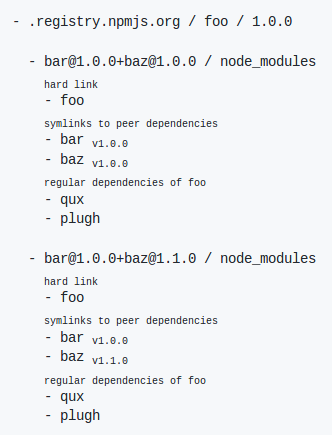 - .registry.npmjs.org / foo / 1.0.0
- bar@1.0.0+baz@1.0.0 / node_modules
hard link
- foo
symlinks to peer dependencies
- bar v1.0.0
- baz v1.0.0
regular dependencies of foo
- qux
- plugh
- bar@1.0.0+baz@1.1.0 / node_modules
hard link
- foo
symlinks to peer dependencies
- bar v1.0.0
- baz v1.1.0
regular dependencies of foo
- qux
- plugh